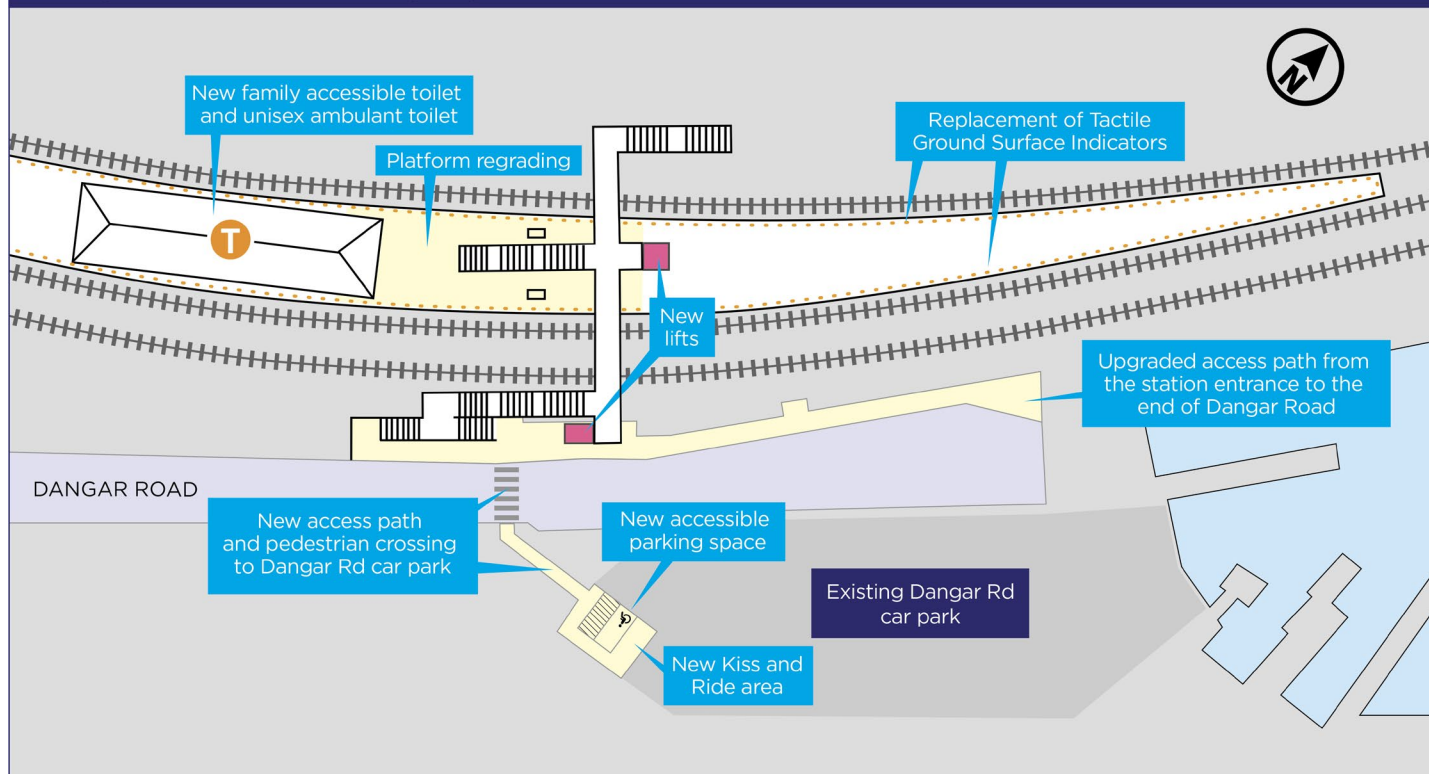 N
New family accessible toilet
and unisex ambulant toilet
Platform regrading
Replacement of Tactile
Ground Surface Indicators
T
New
lifts
Upgraded access path from
the station entrance to the
end of Dangar Road
DANGAR ROAD
New access path
and pedestrian crossing
to Dangar Rd car park
New accessible
parking space
Existing Dangar Rd
car park
New Kiss and
Ride area